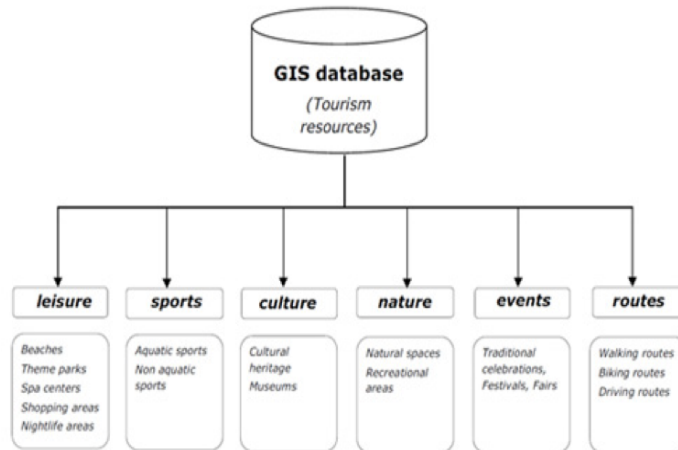 GIS database
(Tourism
resources)
leisure
sports
culture
nature
events
routes
Beaches
Theme parks
Spa centers
Shopping areas
Nightlife areas
Aquatic sports
Non aquatic
sports
Cultural
heritage
Museums
Natural spaces
Recreational
areas
Traditional
celebrations,
Festivals, Fairs
Walking routes
Biking routes
Driving routes